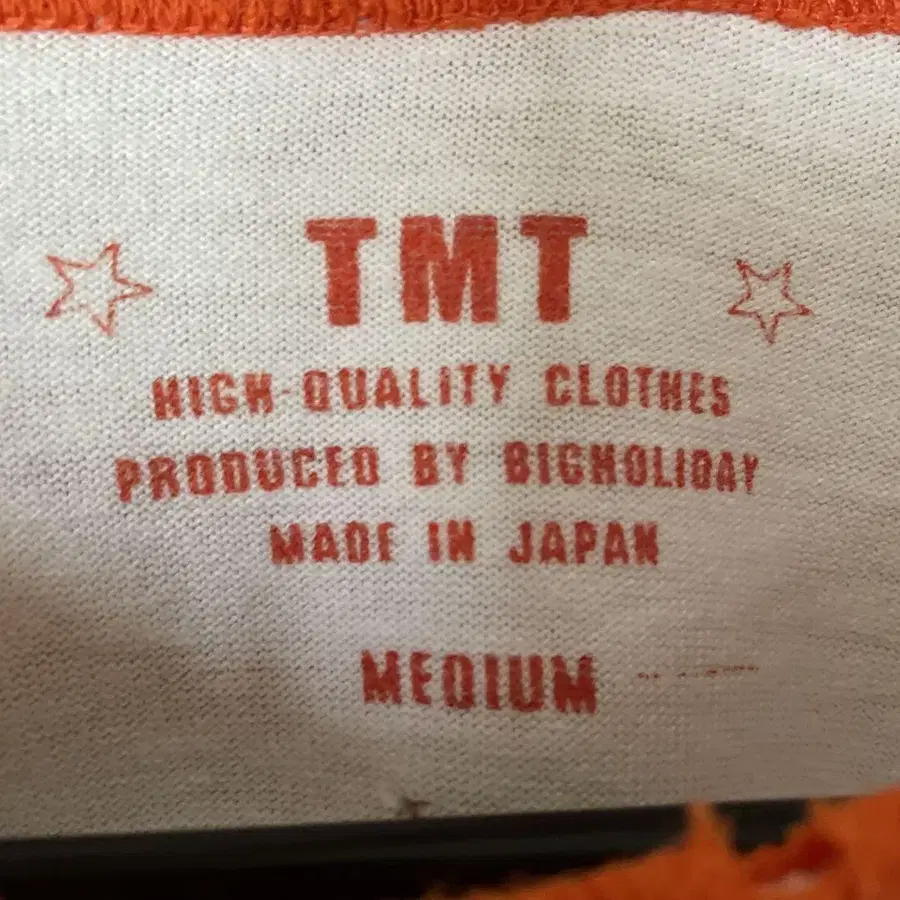 TMT
HIGH-QUALITY CLOTHES
PRODUCED BY BIGHOLIDAY
MADE IN JAPAN
MEDIUM